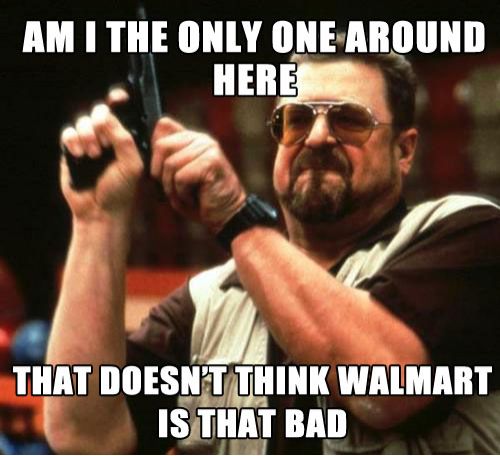 AM I THE ONLY ONE AROUND
HERE
THAT DOESN'T THINK WALMART
IS THAT BAD